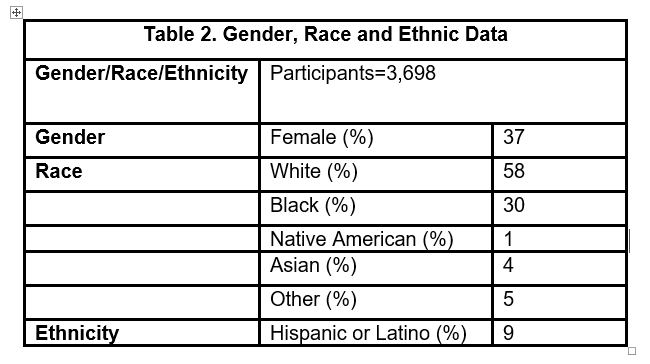 Table 2. Gender, Race and Ethnic Data
Gender/Race/Ethnicity Participants=3,698
Gender Female (%) 37
Race White (%) 58
Black (%) 30
Native American (%) 1
Asian (%) 4
Other (%) 5
Ethnicity Hispanic or Latino (%) 9